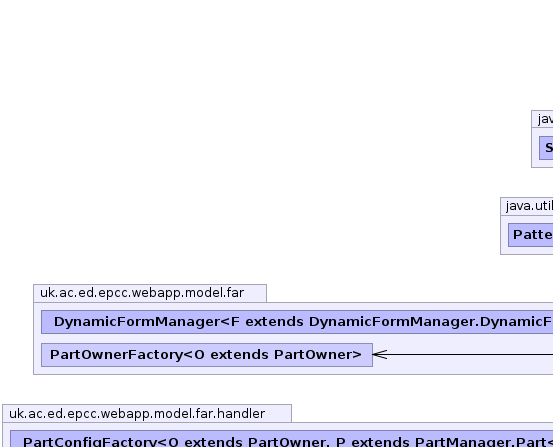 jav
S
java.util
Patte
uk.ac.ed.epcc.webapp.model.far
DynamicFormManager<F extends DynamicFormManager.DynamicF
PartOwnerFactory<O extends PartOwner>
uk.ac.ed.epcc.webapp.model.far.handler
PartConfigFactory<O extends PartOwner, P extends PartManager.Part<